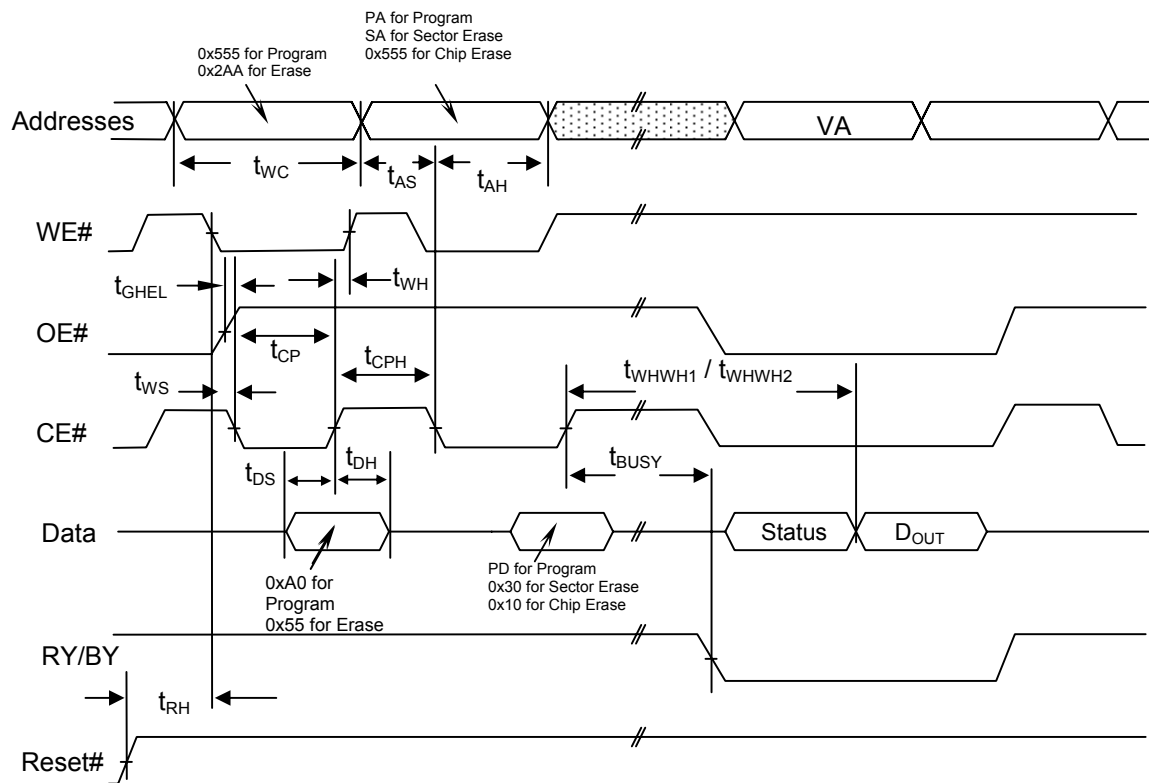 PA for Program
SA for Sector Erase
0x555 for Chip Erase
0x555 for Program
0x2AA for Erase
Addresses
VA
tWC
tAS
tAH
WE#
tGHEL
tWH
OE#
tCP
tCPH
tWS
tWHWH1 / tWHWH2
CE#
tDS
tDH
tBUSY
Data
Status
DOUT
0xA0 for
Program
0x55 for Erase
PD for Program
0x30 for Sector Erase
0x10 for Chip Erase
RY/BY
tRH
Reset#